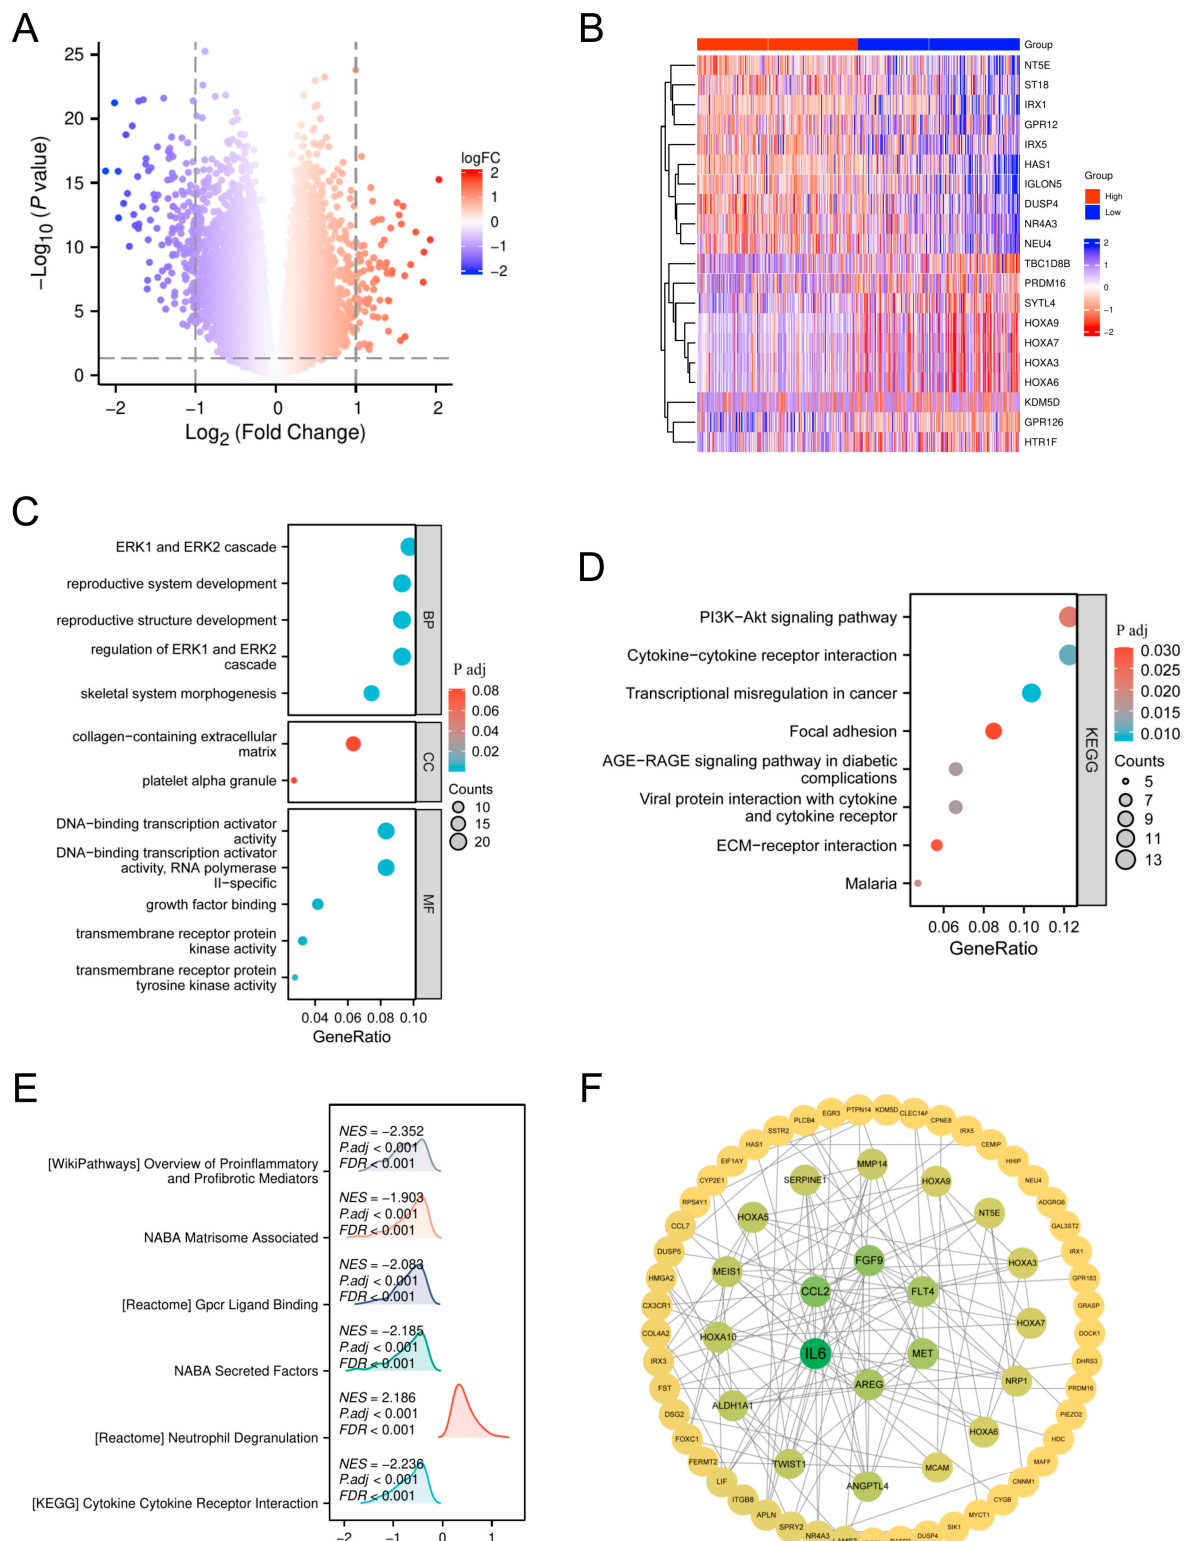 A
25
20
15
10
5
0
−Log10 (P value)
−2
−1
0
1
2
Log2 (Fold Change)
logFC
2
1
0
−1
−2
B
Group
NT5E
ST18
IRX1
GPR12
IRX5
HAS1
IGLON5
DUSP4
NR4A3
NEU4
TBC1D8B
PRDM16
SYTL4
HOXA9
HOXA7
HOXA3
HOXA6
KDM5D
GPR126
HTR1F
Group
High
Low
2
1
0
−1
−2
C
ERK1 and ERK2 cascade
reproductive system development
reproductive structure development
regulation of ERK1 and ERK2
cascade
skeletal system morphogenesis
BP
collagen−containing extracellular
matrix
platelet alpha granule
CC
DNA−binding transcription activator
activity
DNA−binding transcription activator
activity, RNA polymerase
II−specific
growth factor binding
transmembrane receptor protein
kinase activity
transmembrane receptor protein
tyrosine kinase activity
MF
0.04 0.06 0.08 0.10
GeneRatio
P adj
0.08
0.06
0.04
0.02
Counts
10
15
20
D
PI3K−Akt signaling pathway
Cytokine−cytokine receptor interaction
Transcriptional misregulation in cancer
Focal adhesion
AGE−RAGE signaling pathway in diabetic
complications
Viral protein interaction with cytokine
and cytokine receptor
ECM−receptor interaction
Malaria
KEGG
0.06 0.08 0.10 0.12
GeneRatio
P adj
0.030
0.025
0.020
0.015
0.010
Counts
5
7
9
11
13
E
[WikiPathways] Overview of Proinflammatory
and Profibrotic Mediators
NES = −2.352
P.adj < 0.001
FDR < 0.001
NABA Matrisome Associated
NES = −1.903
P.adj < 0.001
FDR < 0.001
[Reactome] Gpcr Ligand Binding
NES = −2.083
P.adj < 0.001
FDR < 0.001
NABA Secreted Factors
NES = −2.185
P.adj < 0.001
FDR < 0.001
[Reactome] Neutrophil Degranulation
NES = 2.186
P.adj < 0.001
FDR < 0.001
[KEGG] Cytokine Cytokine Receptor Interaction
NES = −2.236
P.adj < 0.001
FDR < 0.001
−2
−1
0
1
F
PTPN14
KDM5D
CLEC14A
CPNE8
IRX5
CEMIP
HHIP
NEU4
ADGRG6
GAL3ST2
IRX1
GPR183
GRASP
DOCK1
DHRS3
PRDM16
PIEZO2
HDC
MAFF
CNNM1
CYGB
MYCT1
SIK1
DUSP4
LAMB3
NR4A3
SPRY2
APLN
ITGB8
LIF
FERMT2
FOXC1
DSG2
FST
IRX3
COL4A2
CX3CR1
HMGA2
DUSP5
CCL7
RPS4Y1
CYP2E1
EIF1AY
HAS1
SSTR2
PLCB4
EGR3
MMP14
HOXA9
NT5E
HOXA3
HOXA7
NRP1
HOXA6
MCAM
ANGPTL4
TWIST1
ALDH1A1
HOXA10
MEIS1
HOXA5
SERPINE1
FGF9
FLT4
MET
AREG
IL6
CCL2